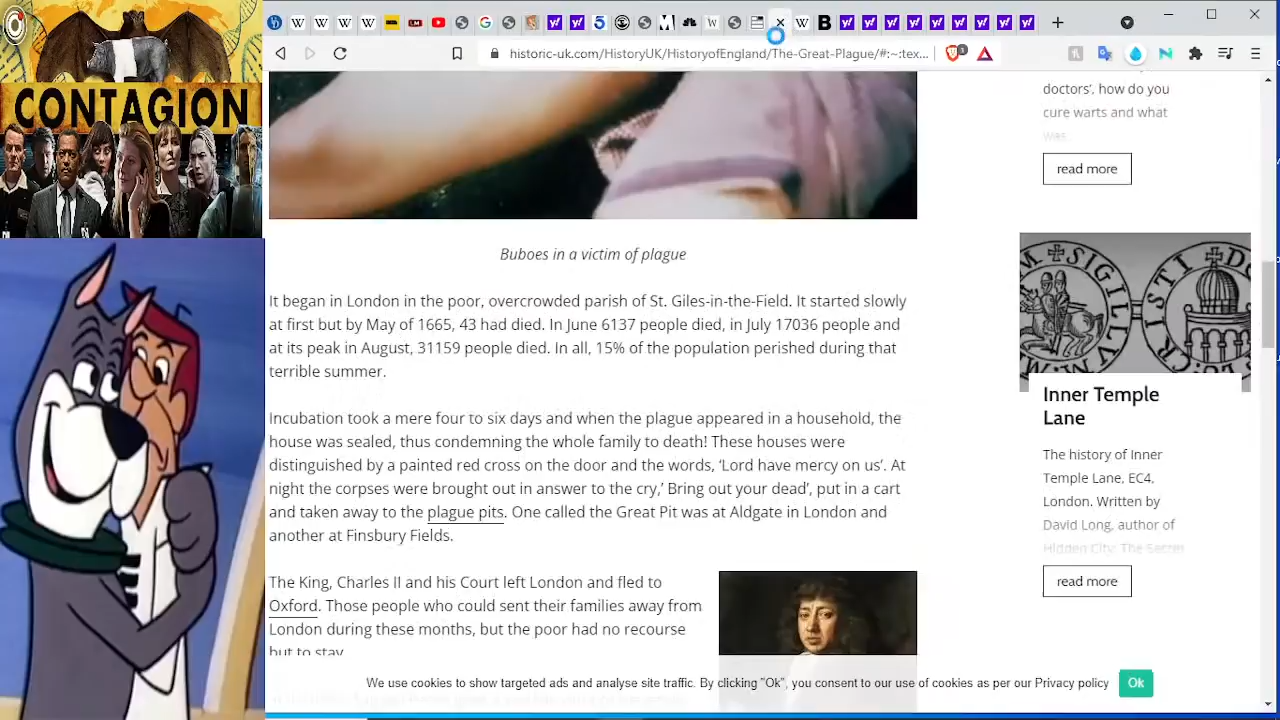 historic-uk.com/HistoryUK/HistoryofEngland/The-Great-Plague/#:~:tex...
CONTAGION
doctors', how do you
cure warts and what
was
read more
Buboes in a victim of plague
It began in London in the poor, overcrowded parish of St. Giles-in-the-Field. It started slowly
at first but by May of 1665, 43 had died. In June 6137 people died, in July 17036 people and
at its peak in August, 31159 people died. In all, 15% of the population perished during that
terrible summer.
Incubation took a mere four to six days and when the plague appeared in a household, the
house was sealed, thus condemning the whole family to death! These houses were
distinguished by a painted red cross on the door and the words, ‘Lord have mercy on us’. At
night the corpses were brought out in answer to the cry,’ Bring out your dead’, put in a cart
and taken away to the plague pits. One called the Great Pit was at Aldgate in London and
another at Finsbury Fields.
The King, Charles II and his Court left London and fled to
Oxford. Those people who could sent their families away from
London during these months, but the poor had no recourse
but to stay
Inner Temple
Lane
The history of Inner
Temple Lane, EC4,
London. Written by
David Long, author of
Hidden City: The Secret
read more
We use cookies to show targeted ads and analyse site traffic. By clicking "Ok", you consent to our use of cookies as per our Privacy policy
Ok